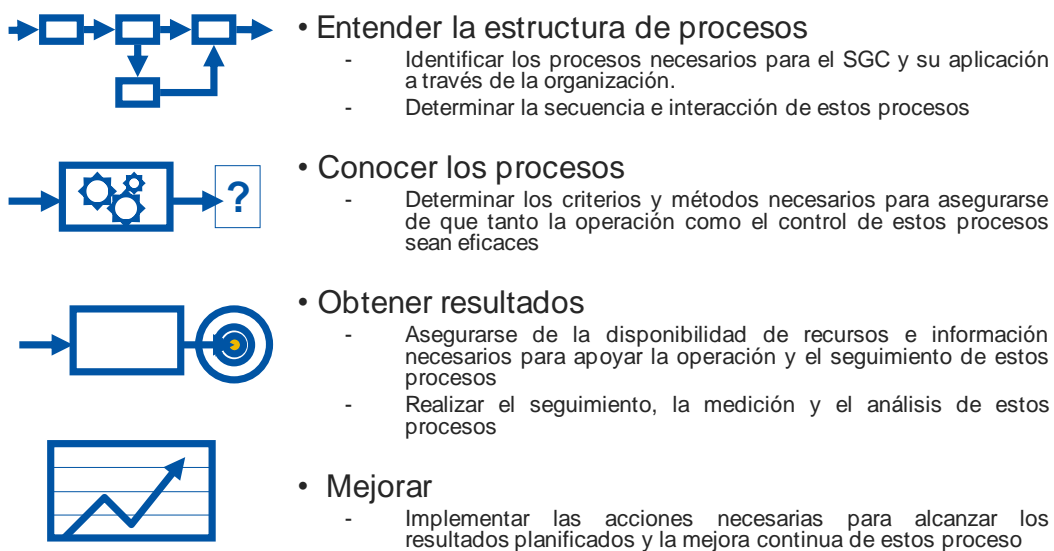 • Entender la estructura de procesos
- Identificar los procesos necesarios para el SGC y su aplicación
a través de la organización.
- Determinar la secuencia e interacción de estos procesos
• Conocer los procesos
?
- Determinar los criterios y métodos necesarios para asegurarse
de que tanto la operación como el control de estos procesos
sean eficaces
• Obtener resultados
- Asegurarse de la disponibilidad de recursos e información
necesarios para apoyar la operación y el seguimiento de estos
procesos
- Realizar el seguimiento, la medición y el análisis de estos
procesos
• Mejorar
- Implementar las acciones necesarias para alcanzar los
resultados planificados y la mejora continua de estos proceso